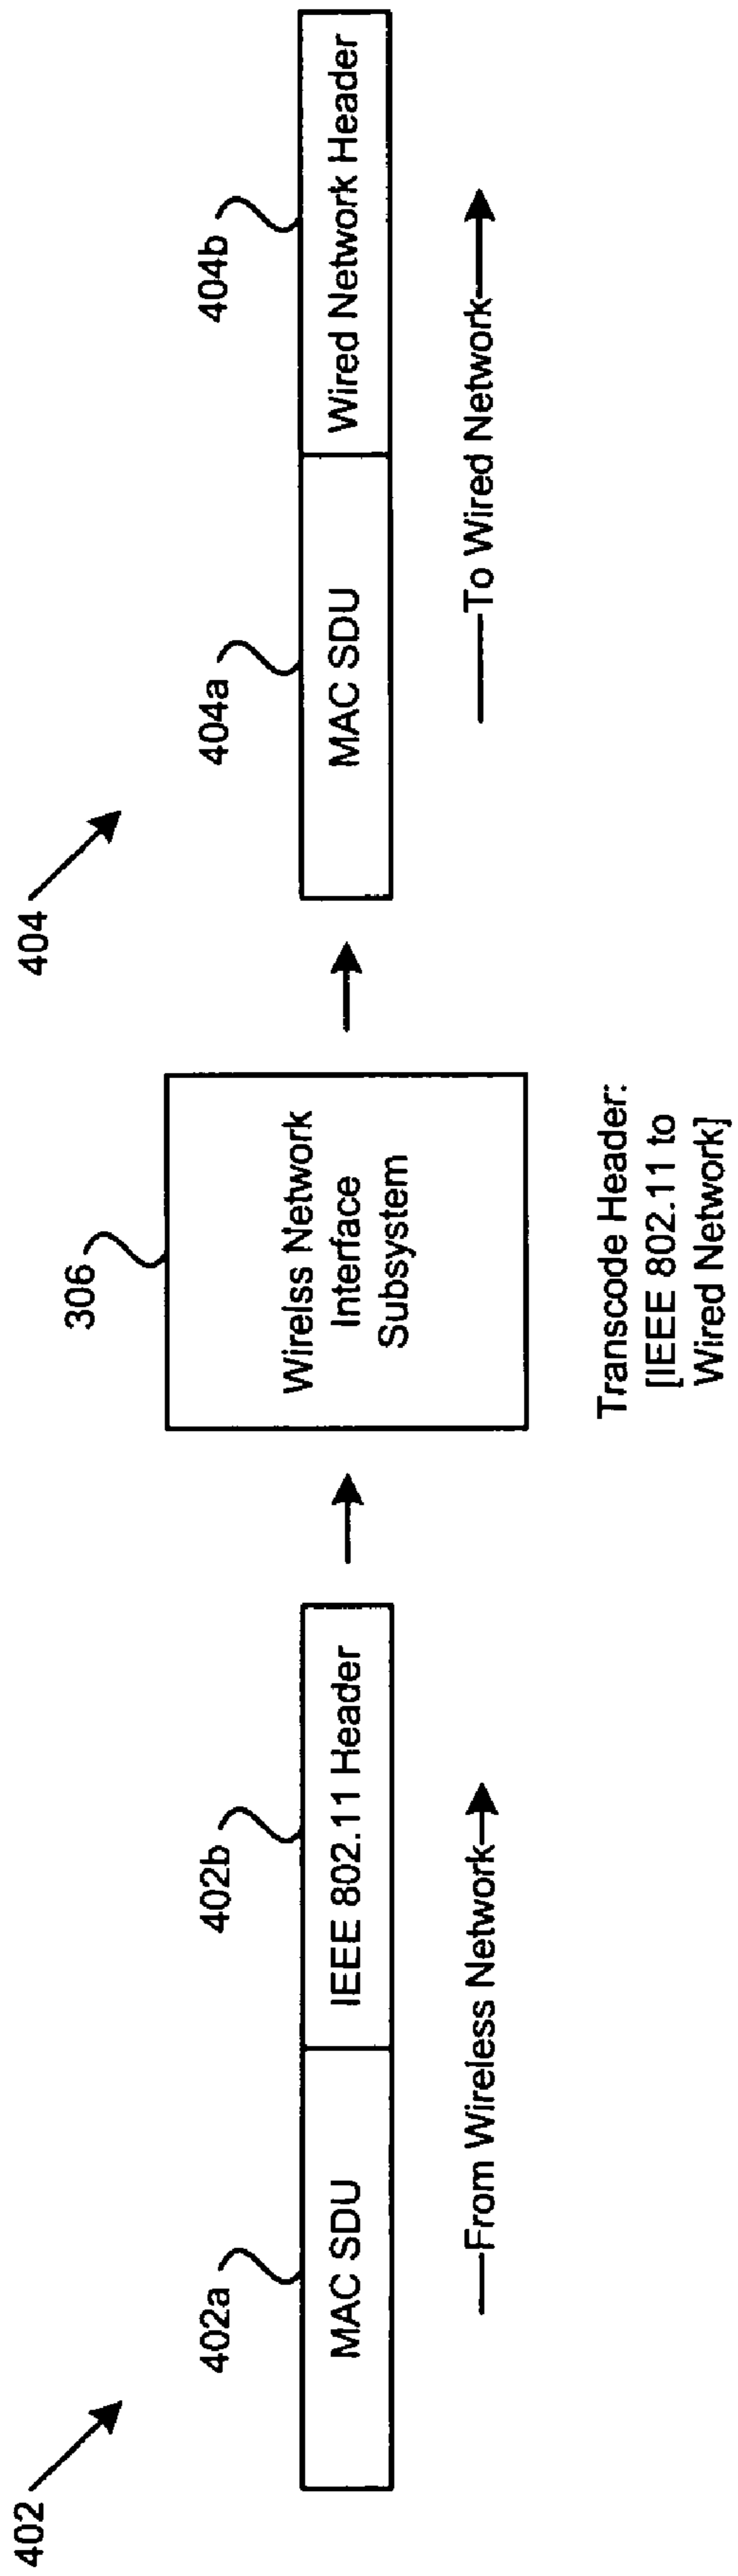 402
402a
402b
MAC SDU
IEEE 802.11 Header
From Wireless Network
306
Wirelss Network
Interface
Subsystem
Transcode Header:
[IEEE 802.11 to
Wired Network]
404
404a
404b
MAC SDU
Wired Network Header
To Wired Network